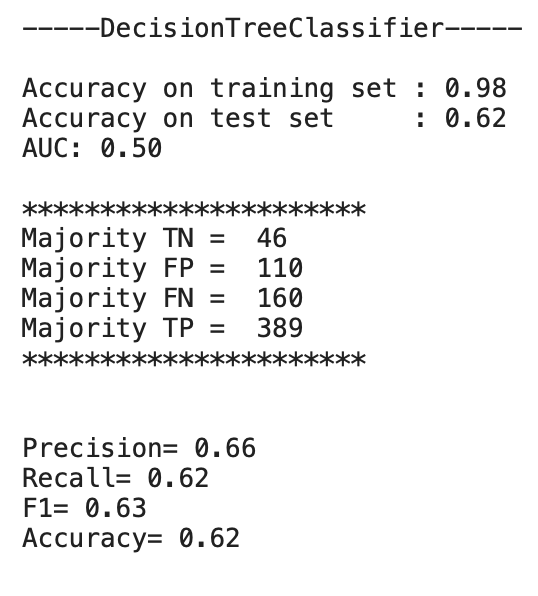 -----DecisionTreeClassifier-----
Accuracy on training set : 0.98
Accuracy on test set     : 0.62
AUC: 0.50
**********************
Majority TN =  46
Majority FP =  110
Majority FN =  160
Majority TP =  389
**********************
Precision= 0.66
Recall= 0.62
F1= 0.63
Accuracy= 0.62